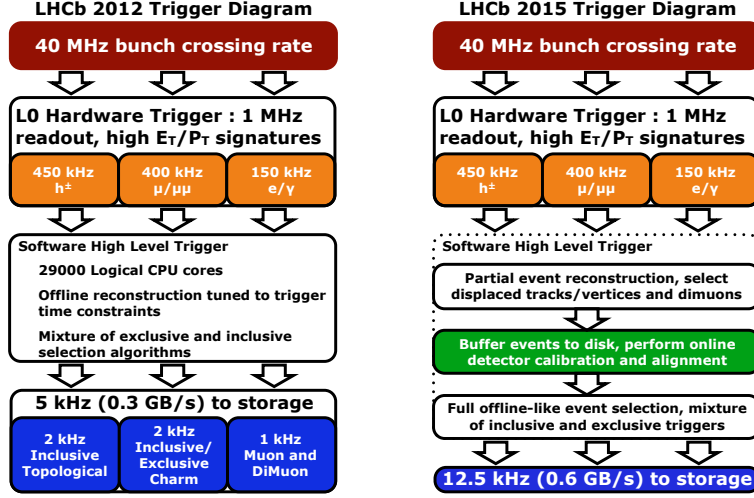 LHCb 2012 Trigger Diagram
40 MHz bunch crossing rate
L0 Hardware Trigger : 1 MHz
readout, high E_T/P_T signatures
450 kHz
h±
400 kHz
μ/μμ
150 kHz
e/γ
Software High Level Trigger
29000 Logical CPU cores
Offline reconstruction tuned to trigger
time constraints
Mixture of exclusive and inclusive
selection algorithms
5 kHz (0.3 GB/s) to storage
2 kHz
Inclusive
Topological
2 kHz
Inclusive/
Exclusive
Charm
1 kHz
Muon and
DiMuon
LHCb 2015 Trigger Diagram
40 MHz bunch crossing rate
L0 Hardware Trigger : 1 MHz
readout, high E_T/P_T signatures
450 kHz
h±
400 kHz
μ/μμ
150 kHz
e/γ
Software High Level Trigger
Partial event reconstruction, select
displaced tracks/vertices and dimuons
Buffer events to disk, perform online
detector calibration and alignment
Full offline-like event selection, mixture
of inclusive and exclusive triggers
12.5 kHz (0.6 GB/s) to storage